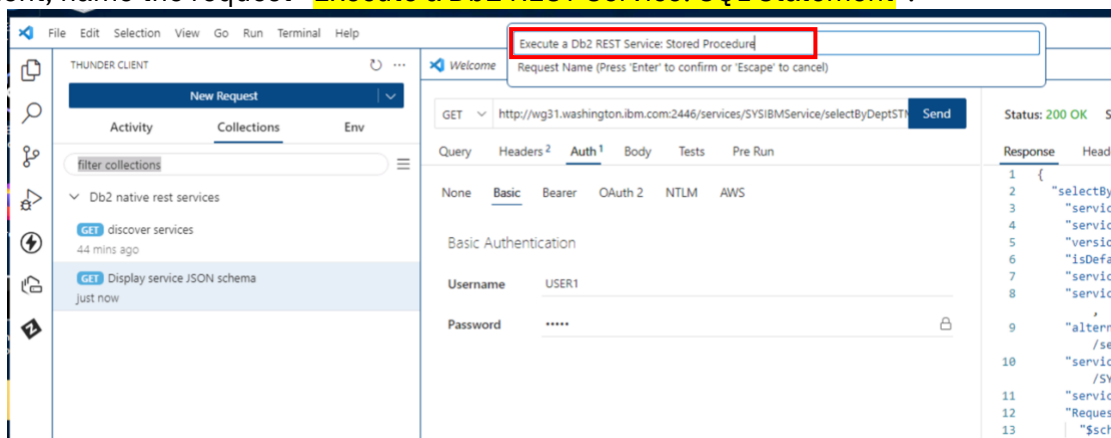 name the request "Execute a Db2 REST Service: SQL Statement".
File Edit Selection View Go Run Terminal Help
Execute a Db2 REST Service: Stored Procedure
Request Name (Press 'Enter' to confirm or 'Escape' to cancel)
THUNDER CLIENT
Welcome
New Request
GET http://wg31.washington.ibm.com:2446/services/SYSIBMService/selectByDeptST Send
Status: 200 OK S
Activity Collections Env
Query Headers 2 Auth 1 Body Tests Pre Run
Response Head
filter collections
None Basic Bearer OAuth 2 NTLM AWS
Db2 native rest services
GET discover services
44 mins ago
Basic Authentication
GET Display service JSON schema
just now
Username USER1
Password •••••
1 {
2 "selectBy
3 "servic
4 "servic
5 "versio
6 "isDefa
7 "servic
8 "servic
,
9 "altern
/se
10 "servic
/SY
11 "servic
12 "Reques
13 "$sch